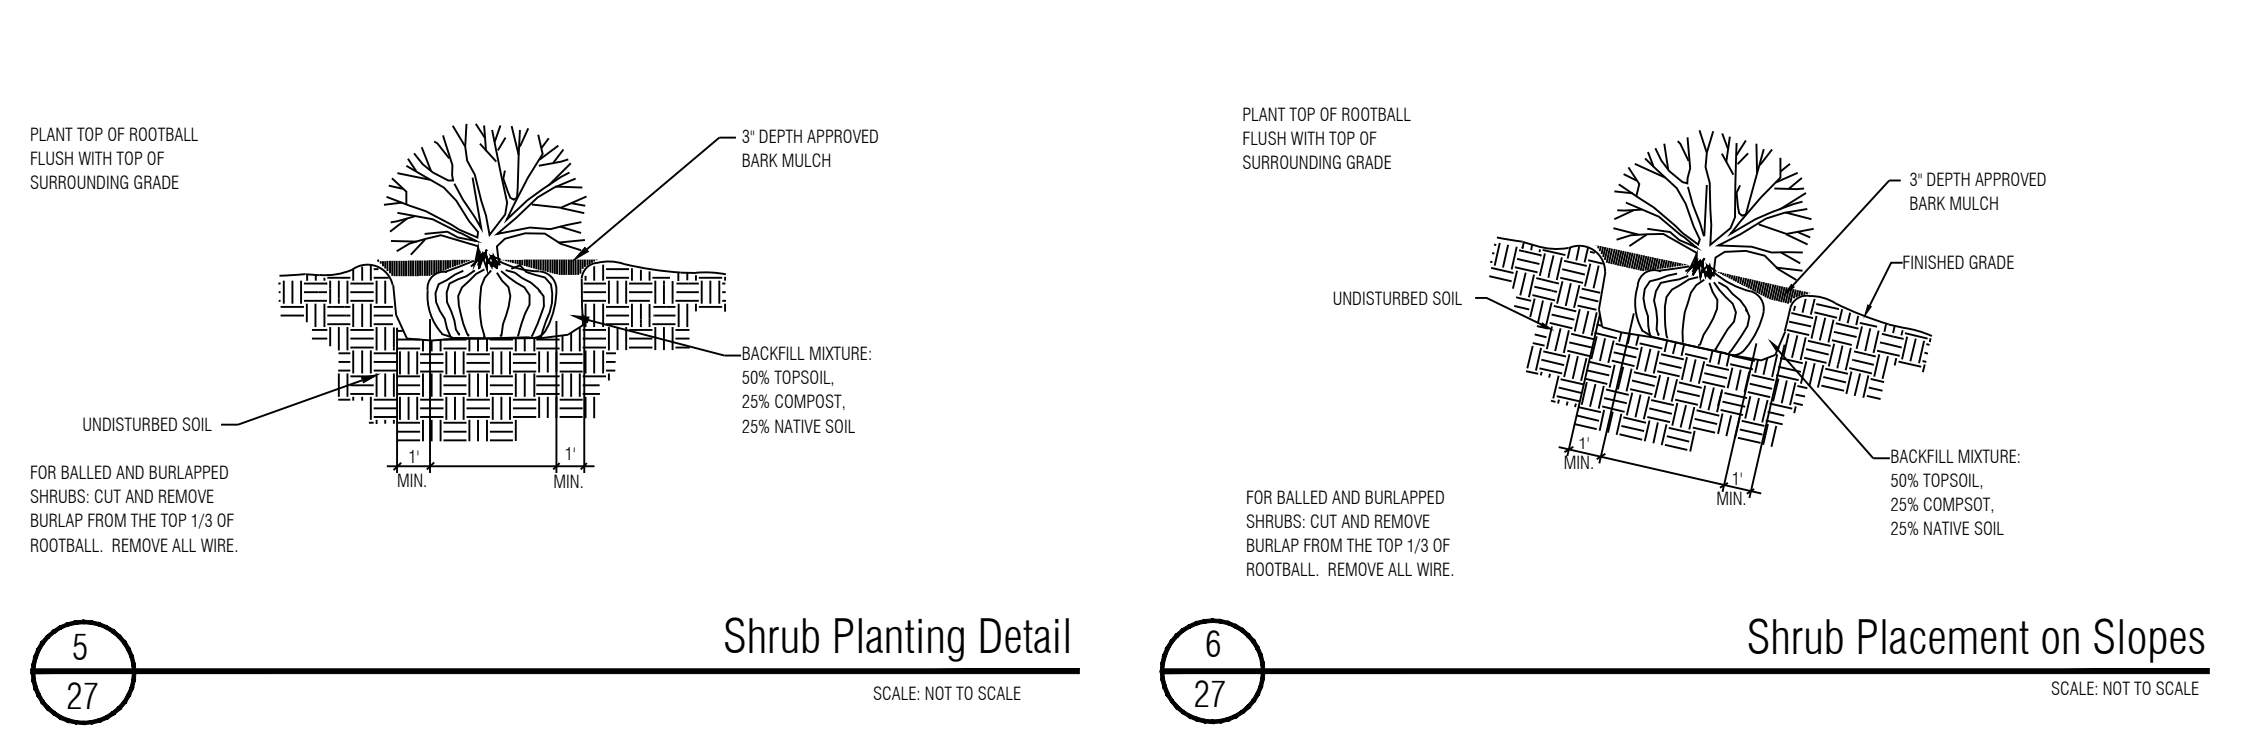 PLANT TOP OF ROOTBALL
FLUSH WITH TOP OF
SURROUNDING GRADE
3" DEPTH APPROVED
BARK MULCH
BACKFILL MIXTURE:
50% TOPSOIL,
25% COMPOST,
25% NATIVE SOIL
UNDISTURBED SOIL
1'
MIN.
1'
MIN.
FOR BALLED AND BURLAPPED
SHRUBS: CUT AND REMOVE
BURLAP FROM THE TOP 1/3 OF
ROOTBALL.  REMOVE ALL WIRE.
5
27
Shrub Planting Detail
SCALE: NOT TO SCALE
PLANT TOP OF ROOTBALL
FLUSH WITH TOP OF
SURROUNDING GRADE
3" DEPTH APPROVED
BARK MULCH
FINISHED GRADE
UNDISTURBED SOIL
1'
MIN.
1'
MIN.
BACKFILL MIXTURE:
50% TOPSOIL,
25% COMPSOT,
25% NATIVE SOIL
FOR BALLED AND BURLAPPED
SHRUBS: CUT AND REMOVE
BURLAP FROM THE TOP 1/3 OF
ROOTBALL.  REMOVE ALL WIRE.
6
27
Shrub Placement on Slopes
SCALE: NOT TO SCALE